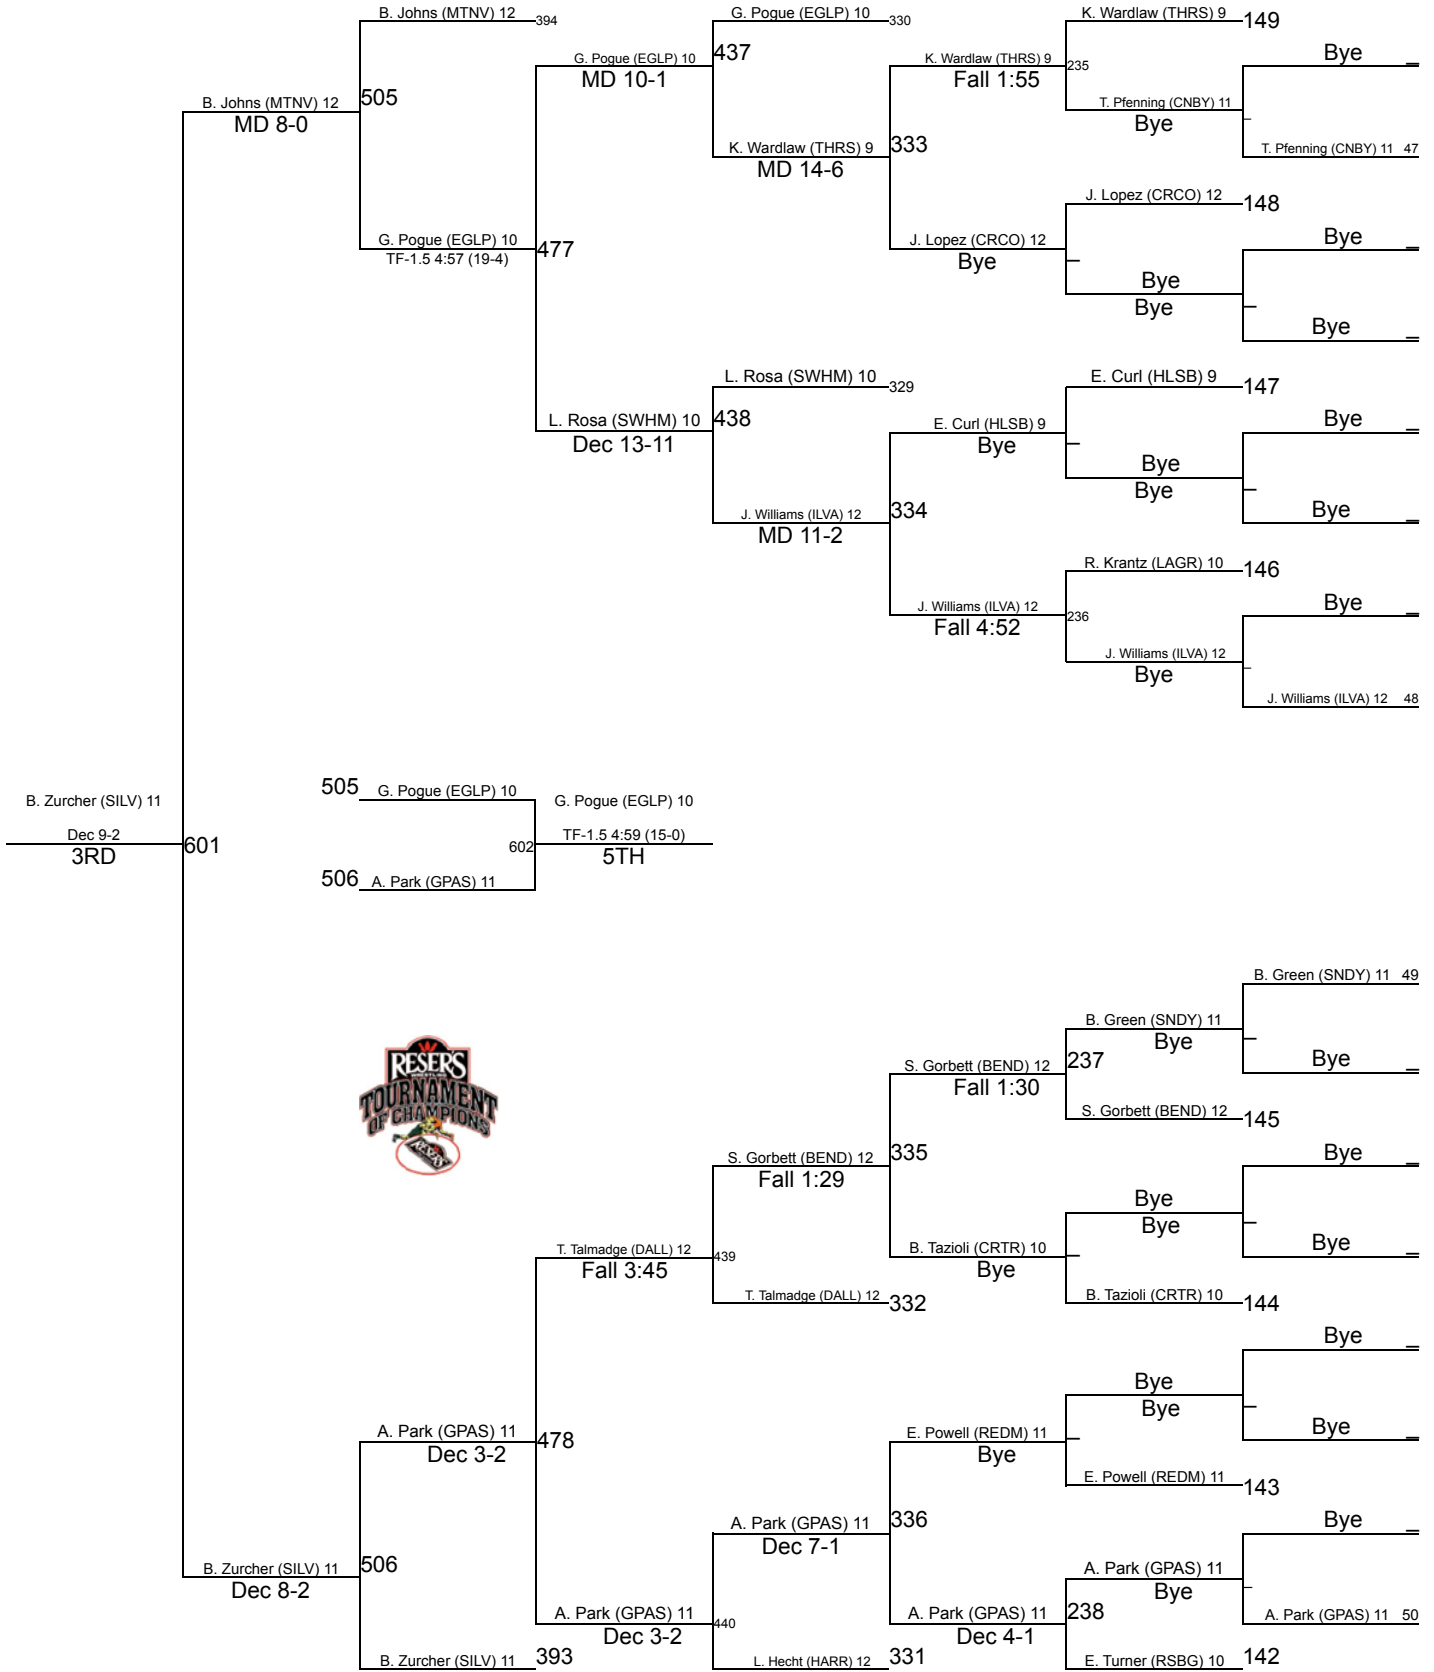 B. Johns (MTNV) 12
394
G. Pogue (EGLP) 10
330
K. Wardlaw (THRS) 9
149
Bye _
G. Pogue (EGLP) 10
437
MD 10-1
K. Wardlaw (THRS) 9
235
Fall 1:55
B. Johns (MTNV) 12
505
MD 8-0
T. Pfenning (CNBY) 11
Bye
K. Wardlaw (THRS) 9
333
MD 14-6
T. Pfenning (CNBY) 11 47
J. Lopez (CRCO) 12
148
G. Pogue (EGLP) 10
477
TF-1.5 4:57 (19-4)
J. Lopez (CRCO) 12
Bye
Bye _
Bye
Bye
Bye _
L. Rosa (SWHM) 10
329
E. Curl (HLSB) 9
147
L. Rosa (SWHM) 10
438
Dec 13-11
E. Curl (HLSB) 9
Bye
Bye _
Bye
Bye
J. Williams (ILVA) 12
334
MD 11-2
Bye _
R. Krantz (LAGR) 10
146
J. Williams (ILVA) 12
236
Fall 4:52
Bye _
J. Williams (ILVA) 12
Bye
J. Williams (ILVA) 12 48
B. Zurcher (SILV) 11
Dec 9-2
3RD
601
505
G. Pogue (EGLP) 10
G. Pogue (EGLP) 10
602
TF-1.5 4:59 (15-0)
5TH
506
A. Park (GPAS) 11
B. Green (SNDY) 11 49
B. Green (SNDY) 11
Bye
RESER'S
WRESTLING
TOURNAMENT
OF CHAMPIONS
S. Gorbett (BEND) 12
237
Fall 1:30
Bye _
S. Gorbett (BEND) 12
145
S. Gorbett (BEND) 12
335
Fall 1:29
Bye _
Bye
Bye
T. Talmadge (DALL) 12
439
Fall 3:45
B. Tazioli (CRTR) 10
Bye
Bye _
T. Talmadge (DALL) 12
332
B. Tazioli (CRTR) 10
144
Bye _
Bye
Bye
A. Park (GPAS) 11
478
Dec 3-2
E. Powell (REDM) 11
Bye
Bye _
E. Powell (REDM) 11
143
A. Park (GPAS) 11
336
Dec 7-1
Bye _
B. Zurcher (SILV) 11
506
Dec 8-2
A. Park (GPAS) 11
Bye
A. Park (GPAS) 11
440
Dec 3-2
A. Park (GPAS) 11
238
Dec 4-1
A. Park (GPAS) 11 50
B. Zurcher (SILV) 11
393
L. Hecht (HARR) 12
331
E. Turner (RSBG) 10
142